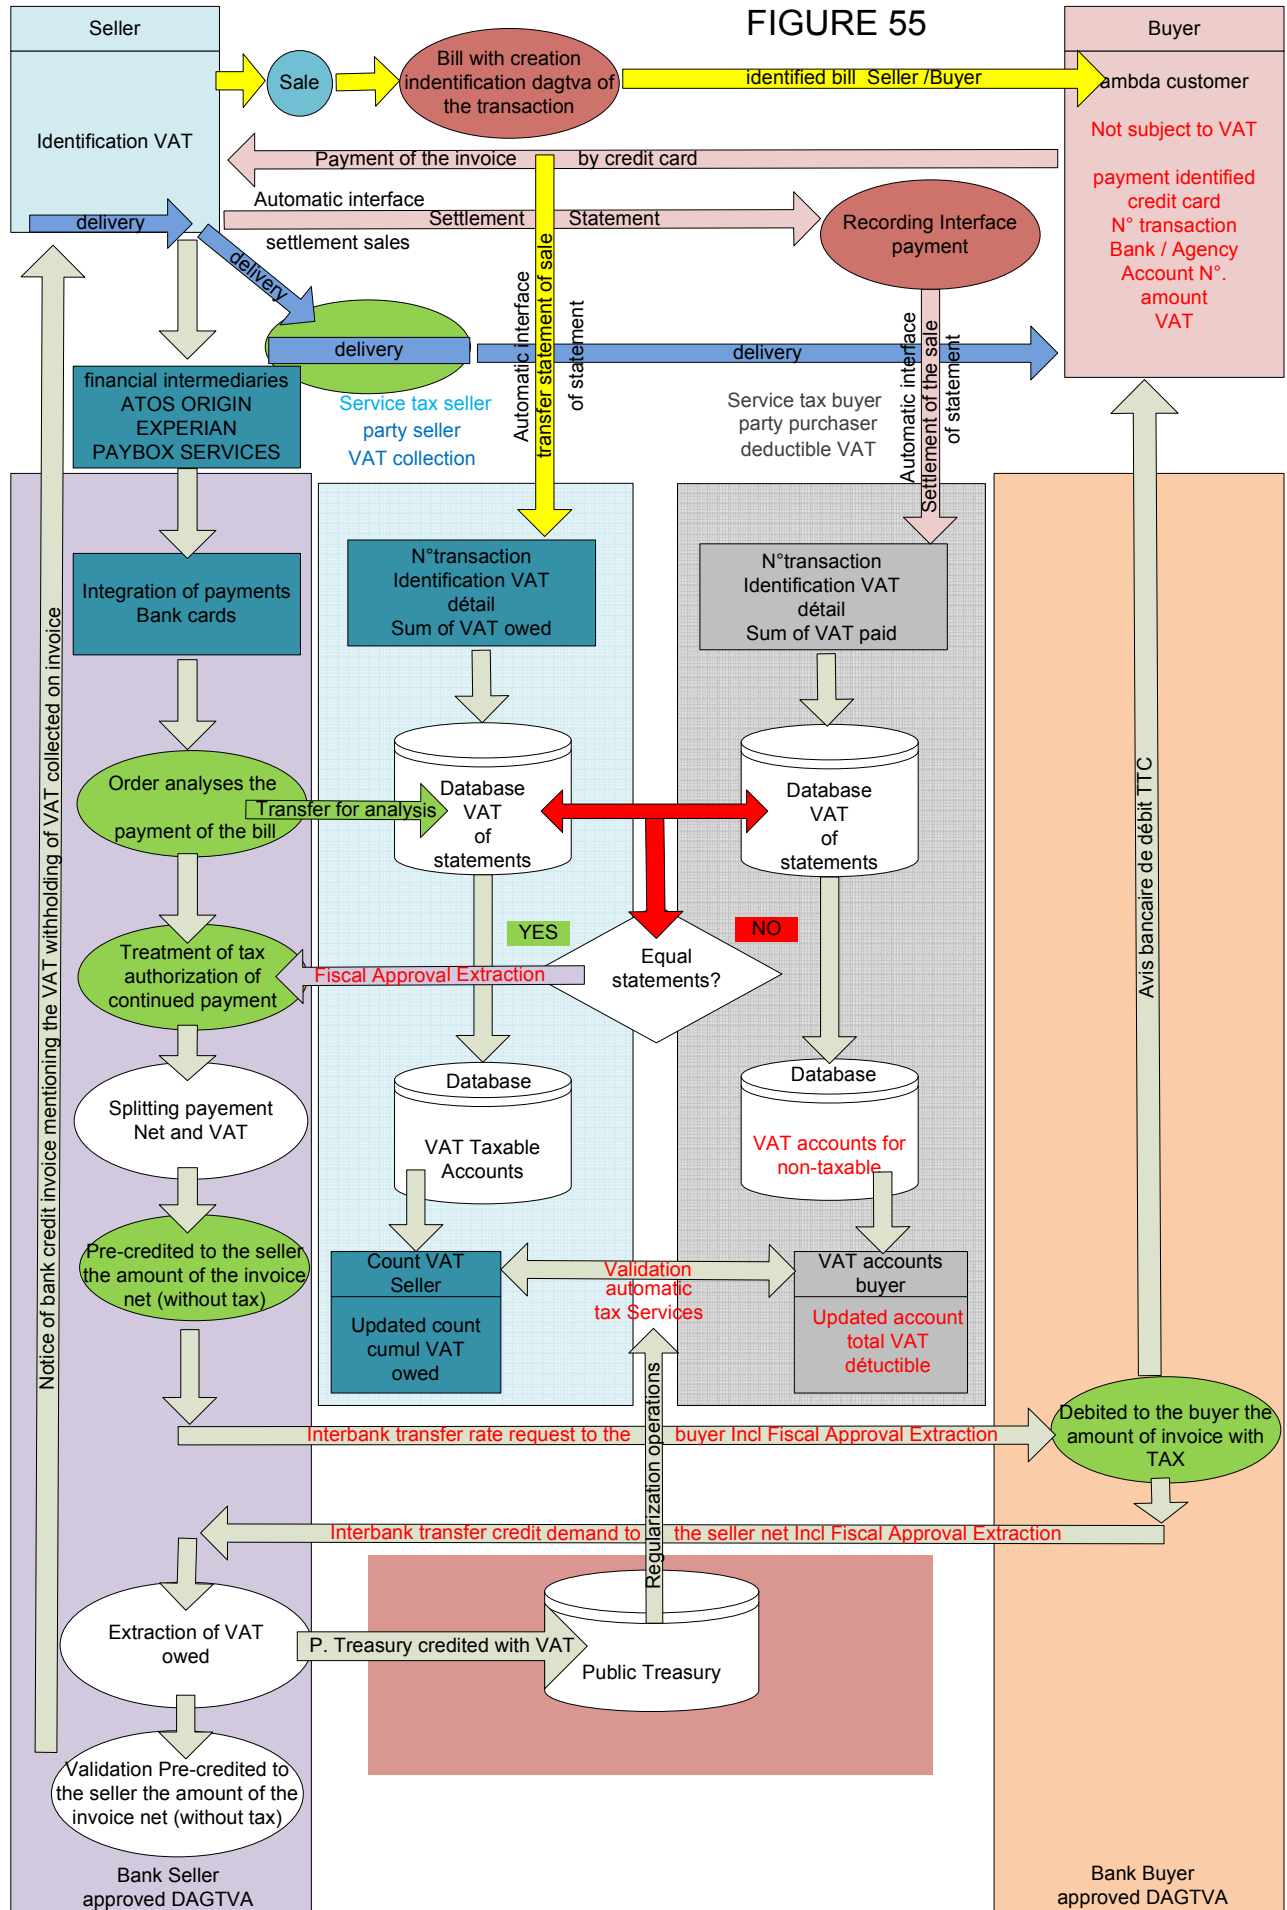 FIGURE 55
Seller
Identification VAT
Sale
Bill with creation
indentification dagtva of
the transaction
identified bill  Seller /Buyer
Buyer
ambda customer
Not subject to VAT
payment identified
credit card
N° transaction
Bank / Agency
Account N°.
amount
VAT
Payment of the invoice
by credit card
Automatic interface
Settlement
Statement
settlement sales
Recording Interface
payment
delivery
delivery
delivery
delivery
Automatic interface
transfer statement of sale
of statement
Automatic interface
Settlement of the sale
of statement
financial intermediaries
ATOS ORIGIN
EXPERIAN
PAYBOX SERVICES
Service tax seller
party seller
VAT collection
Service tax buyer
party purchaser
deductible VAT
Integration of payments
Bank cards
N°transaction
Identification VAT
détail
Sum of VAT owed
N°transaction
Identification VAT
détail
Sum of VAT paid
Order analyses the
payment of the bill
Transfer for analysis
Database
VAT
of
statements
Database
VAT
of
statements
YES
NO
Equal
statements?
Fiscal Approval Extraction
Treatment of tax
authorization of
continued payment
Splitting payement
Net and VAT
Database
VAT Taxable
Accounts
Database
VAT accounts for
non-taxable
Pre-credited to the seller
the amount of the invoice
net (without tax)
Count VAT
Seller
Updated count
cumul VAT
owed
Validation
automatic
tax Services
VAT accounts
buyer
Updated account
total VAT
détuctible
Notice of bank credit invoice mentioning the VAT withholding of VAT collected on invoice
Avis bancaire de débit TTC
Interbank transfer rate request to the
buyer Incl Fiscal Approval Extraction
Debited to the buyer the
amount of invoice with
TAX
Regularization operations
Interbank transfer credit demand to
the seller net Incl Fiscal Approval Extraction
Extraction of VAT
owed
P. Treasury credited with VAT
Public Treasury
Validation Pre-credited to
the seller the amount of the
invoice net (without tax)
Bank Seller
approved DAGTVA
Bank Buyer
approved DAGTVA